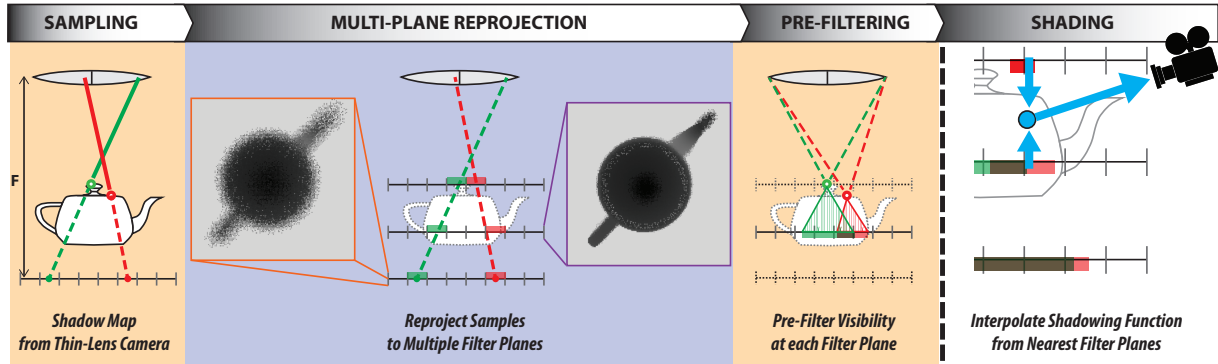 SAMPLING
MULTI-PLANE REPROJECTION
PRE-FILTERING
SHADING
F
Shadow Map
from Thin-Lens Camera
Reproject Samples
to Multiple Filter Planes
Pre-Filter Visibility
at each Filter Plane
Interpolate Shadowing Function
from Nearest Filter Planes